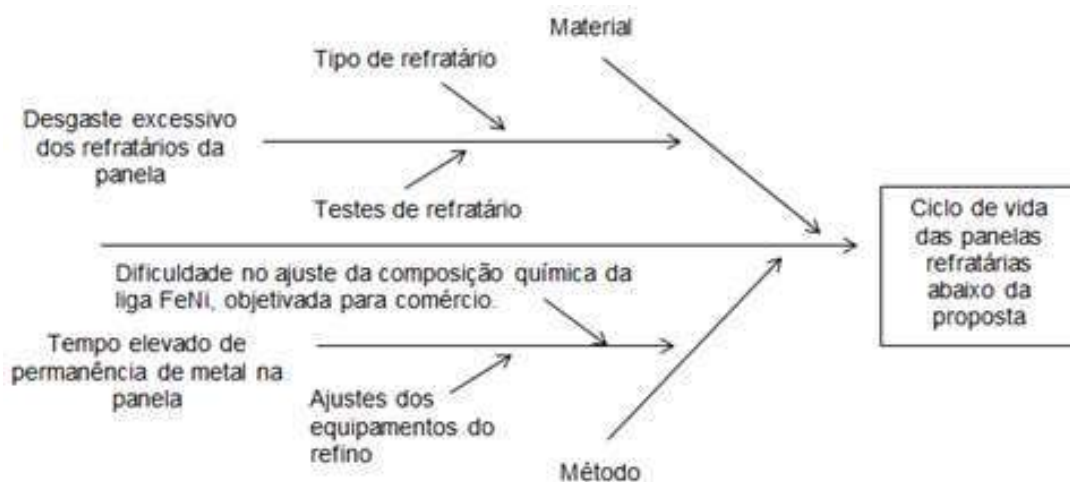 Material
Tipo de refratário
Desgaste excessivo
dos refratários da
panela
Testes de refratário
Ciclo de vida
das panelas
refratárias
abaixo da
proposta
Dificuldade no ajuste da composição química da
liga FeNi, objetivada para comércio.
Tempo elevado de
permanência de metal na
panela
Ajustes dos
equipamentos do
refino
Método